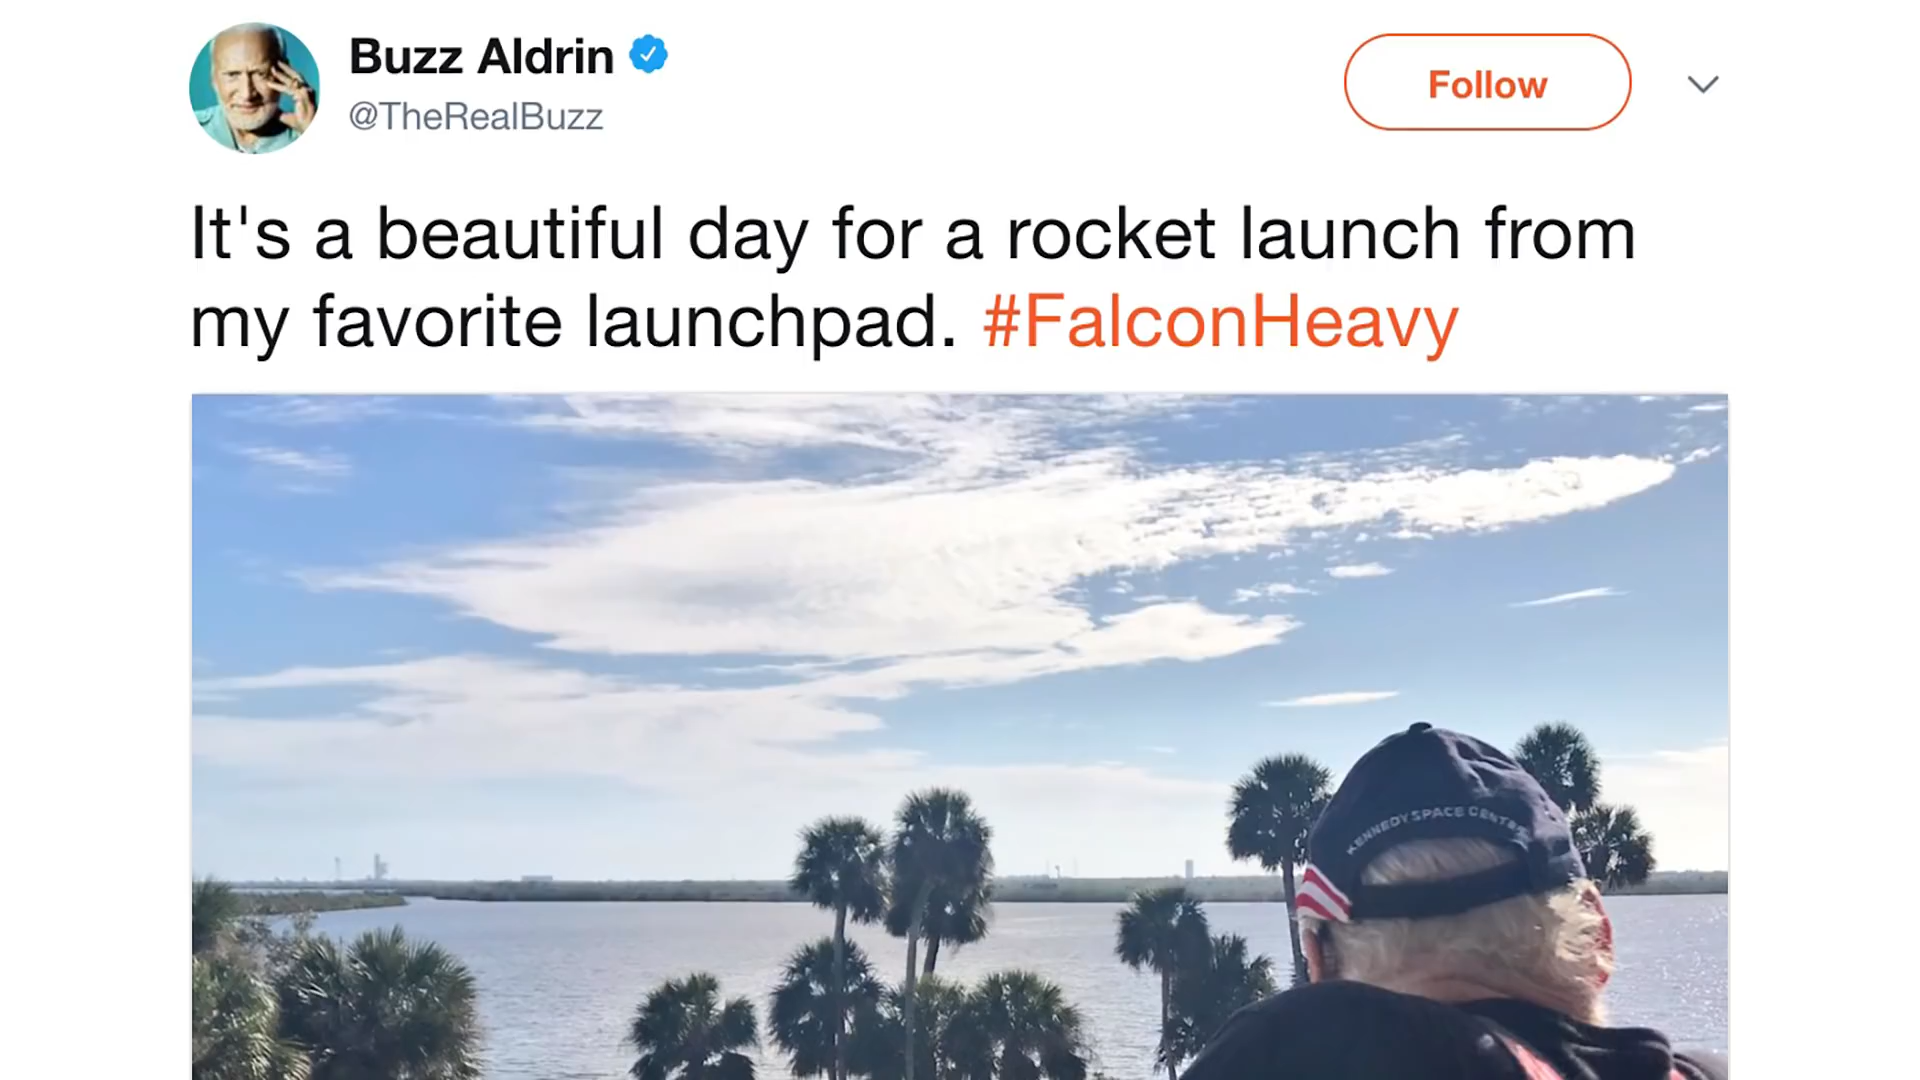 Buzz Aldrin
@TheRealBuzz
Follow
It's a beautiful day for a rocket launch from
my favorite launchpad. #FalconHeavy
KENNEDY SPACE CENTER